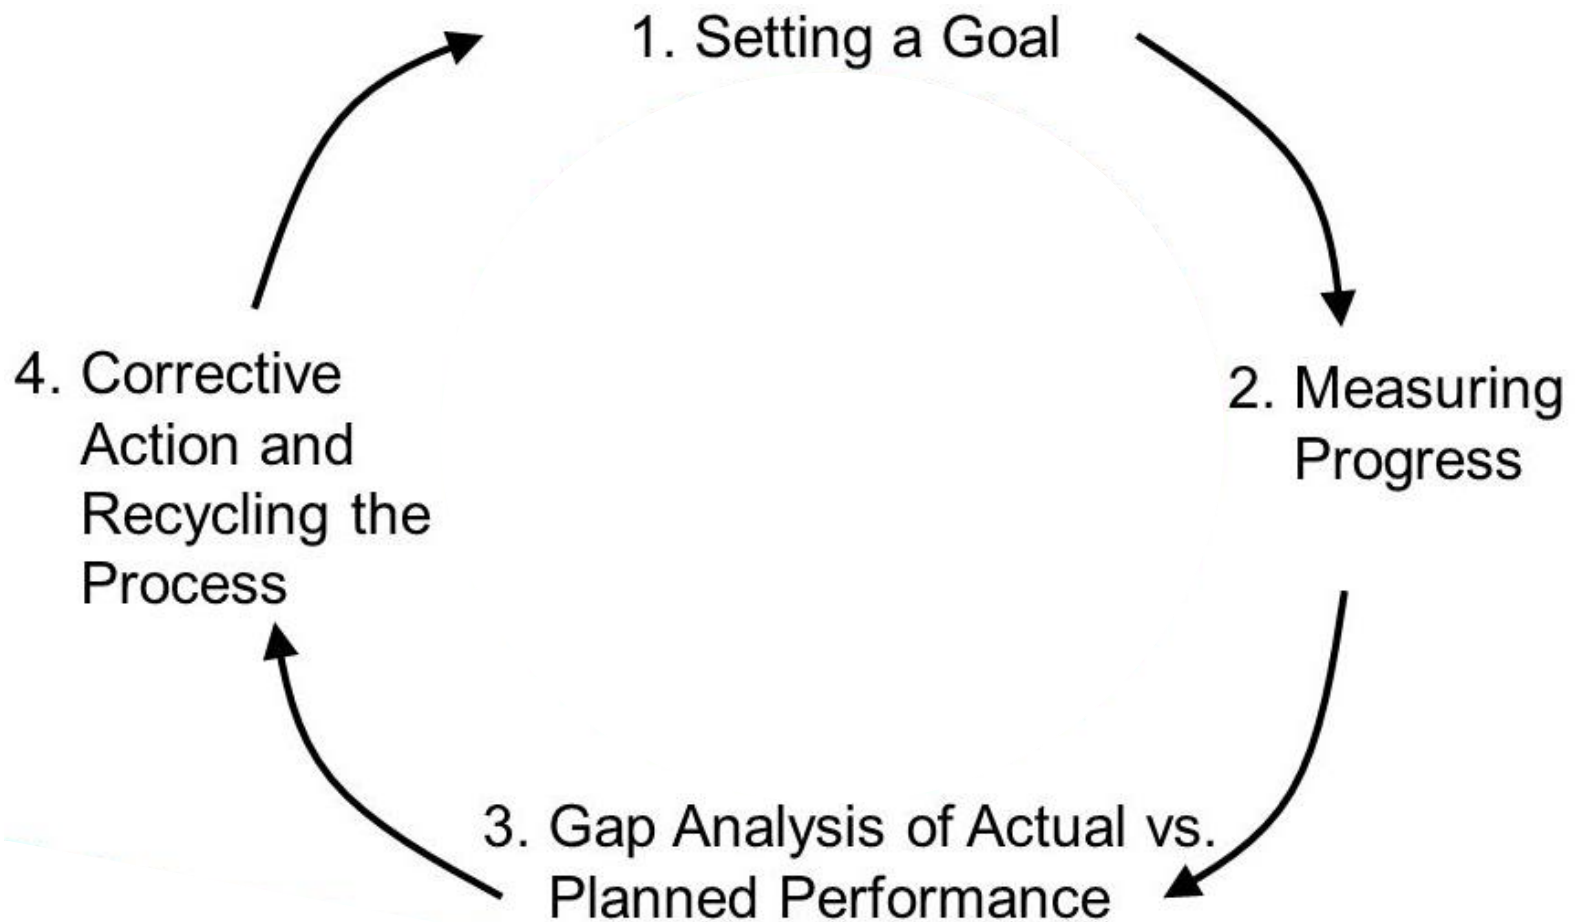 1. Setting a Goal
2. Measuring
Progress
3. Gap Analysis of Actual vs.
Planned Performance
4. Corrective
Action and
Recycling the
Process